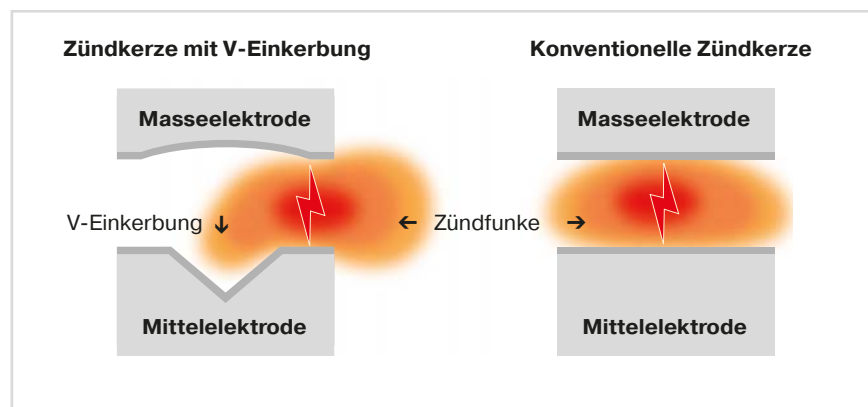 Zündkerze mit V-Einkerbung
Konventionelle Zündkerze
Masseelektrode
Masseelektrode
V-Einkerbung ↓
← Zündfunke →
Mittelelektrode
Mittelelektrode